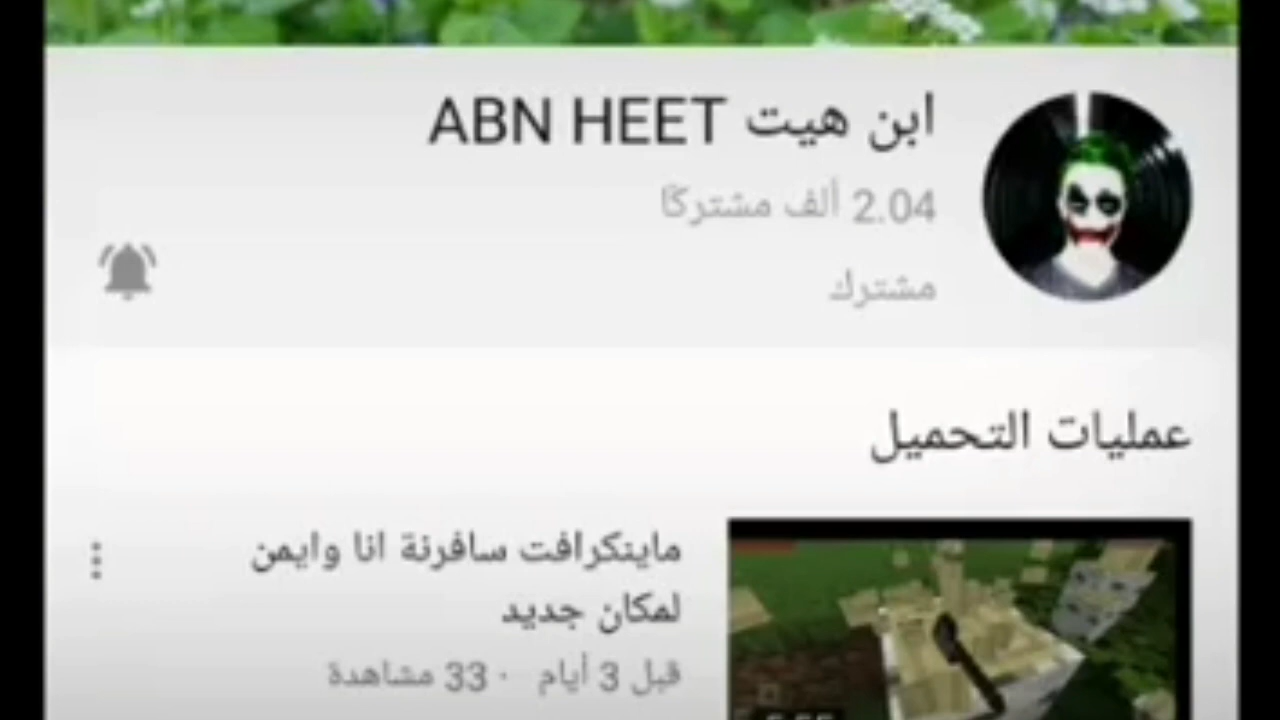 ابن هيت ABN HEET
2.04 ألف مشتركًا
مشترك
عمليات التحميل
ماينكرافت سافرنة انا وايمن
لمكان جديد
قبل 3 أيام · 33 مشاهدة